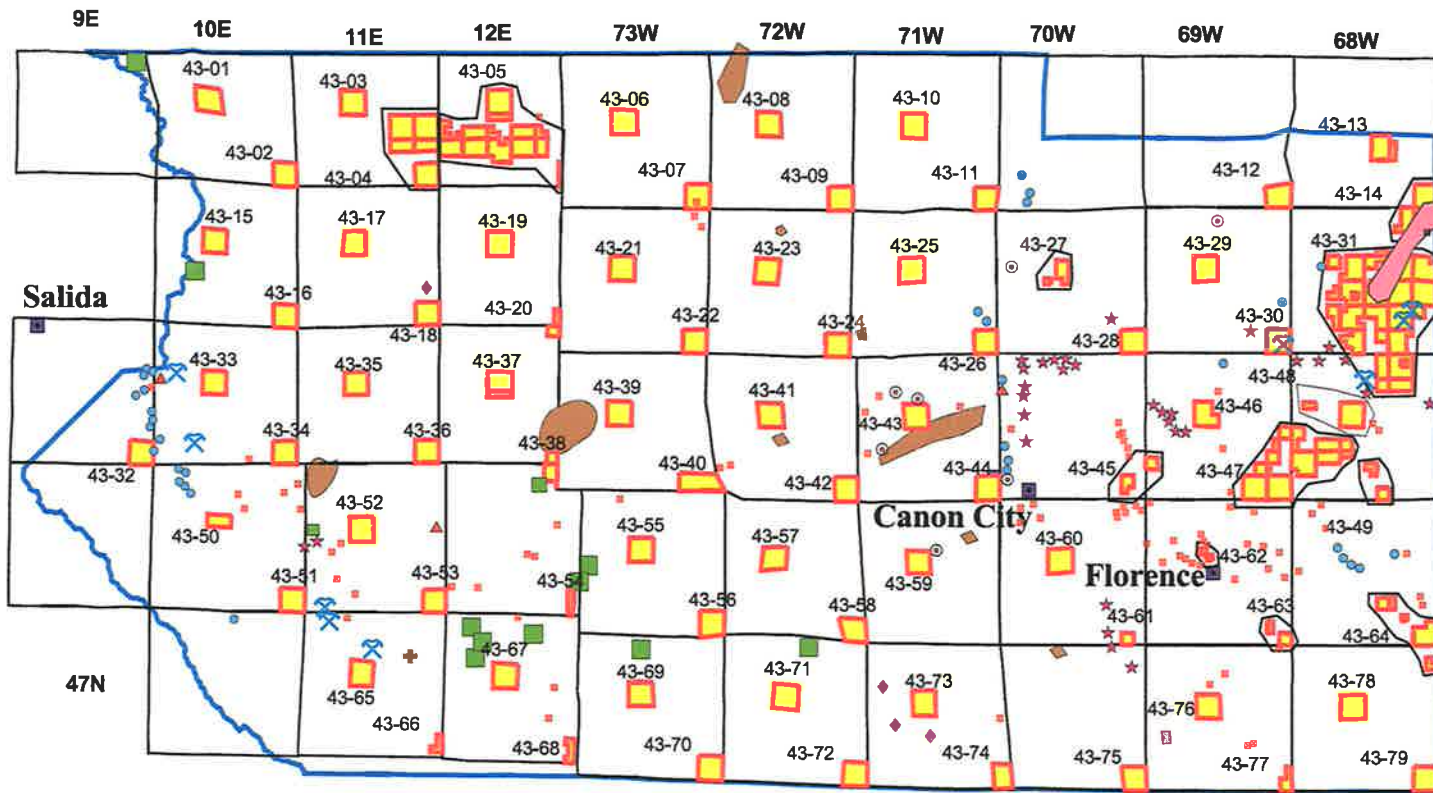 9E 10E 11E 12E 73W 72W 71W 70W 69W 68W
43-01 43-03 43-05 43-06 43-08 43-10
43-13
43-02 43-04 43-07 43-09 43-11 43-12 43-14
43-15 43-17 43-19 43-21 43-23 43-25 43-27 43-29 43-31
Salida
43-16 43-18 43-20 43-22 43-24 43-26 43-28 43-30
43-33 43-35 43-37 43-39 43-41 43-43 43-46 43-48
43-32 43-34 43-36 43-38 43-40 43-42 43-44 43-45 43-47
Canon City
43-50 43-52 43-55 43-57 43-59 43-60 43-62 43-49
Florence
43-51 43-53 43-54 43-56 43-58 43-61 43-63 43-64
47N
43-65 43-67 43-69 43-71 43-73 43-76 43-78
43-66 43-68 43-70 43-72 43-74 43-75 43-77 43-79